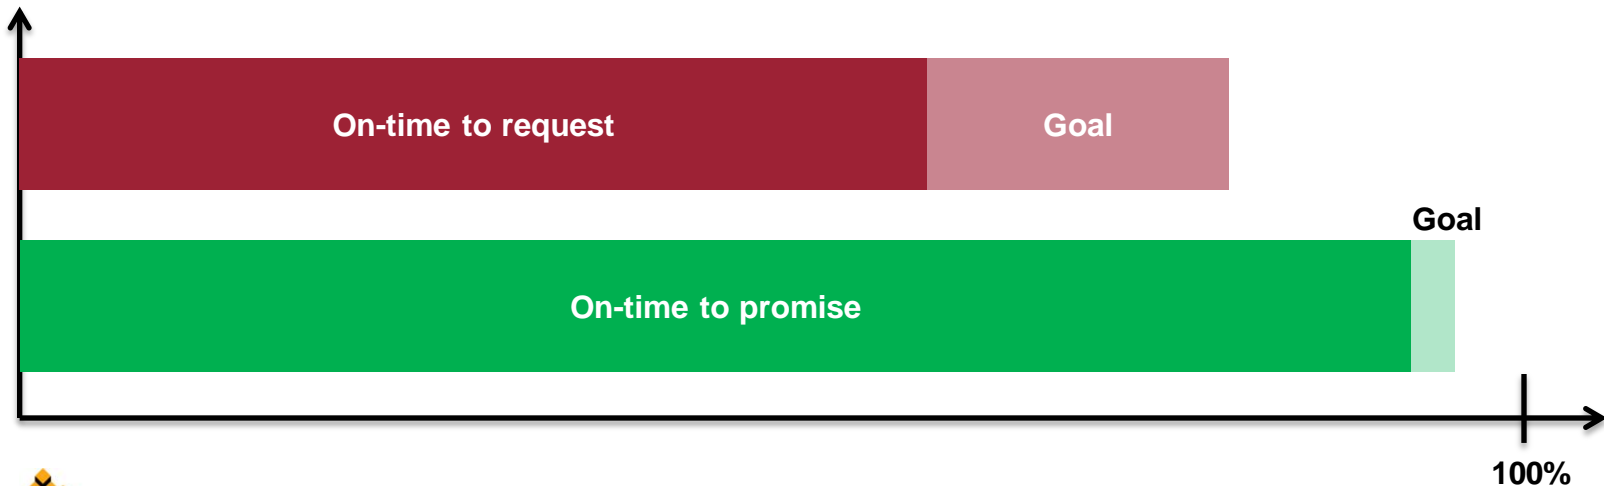 On-time to request
Goal
Goal
On-time to promise
100%